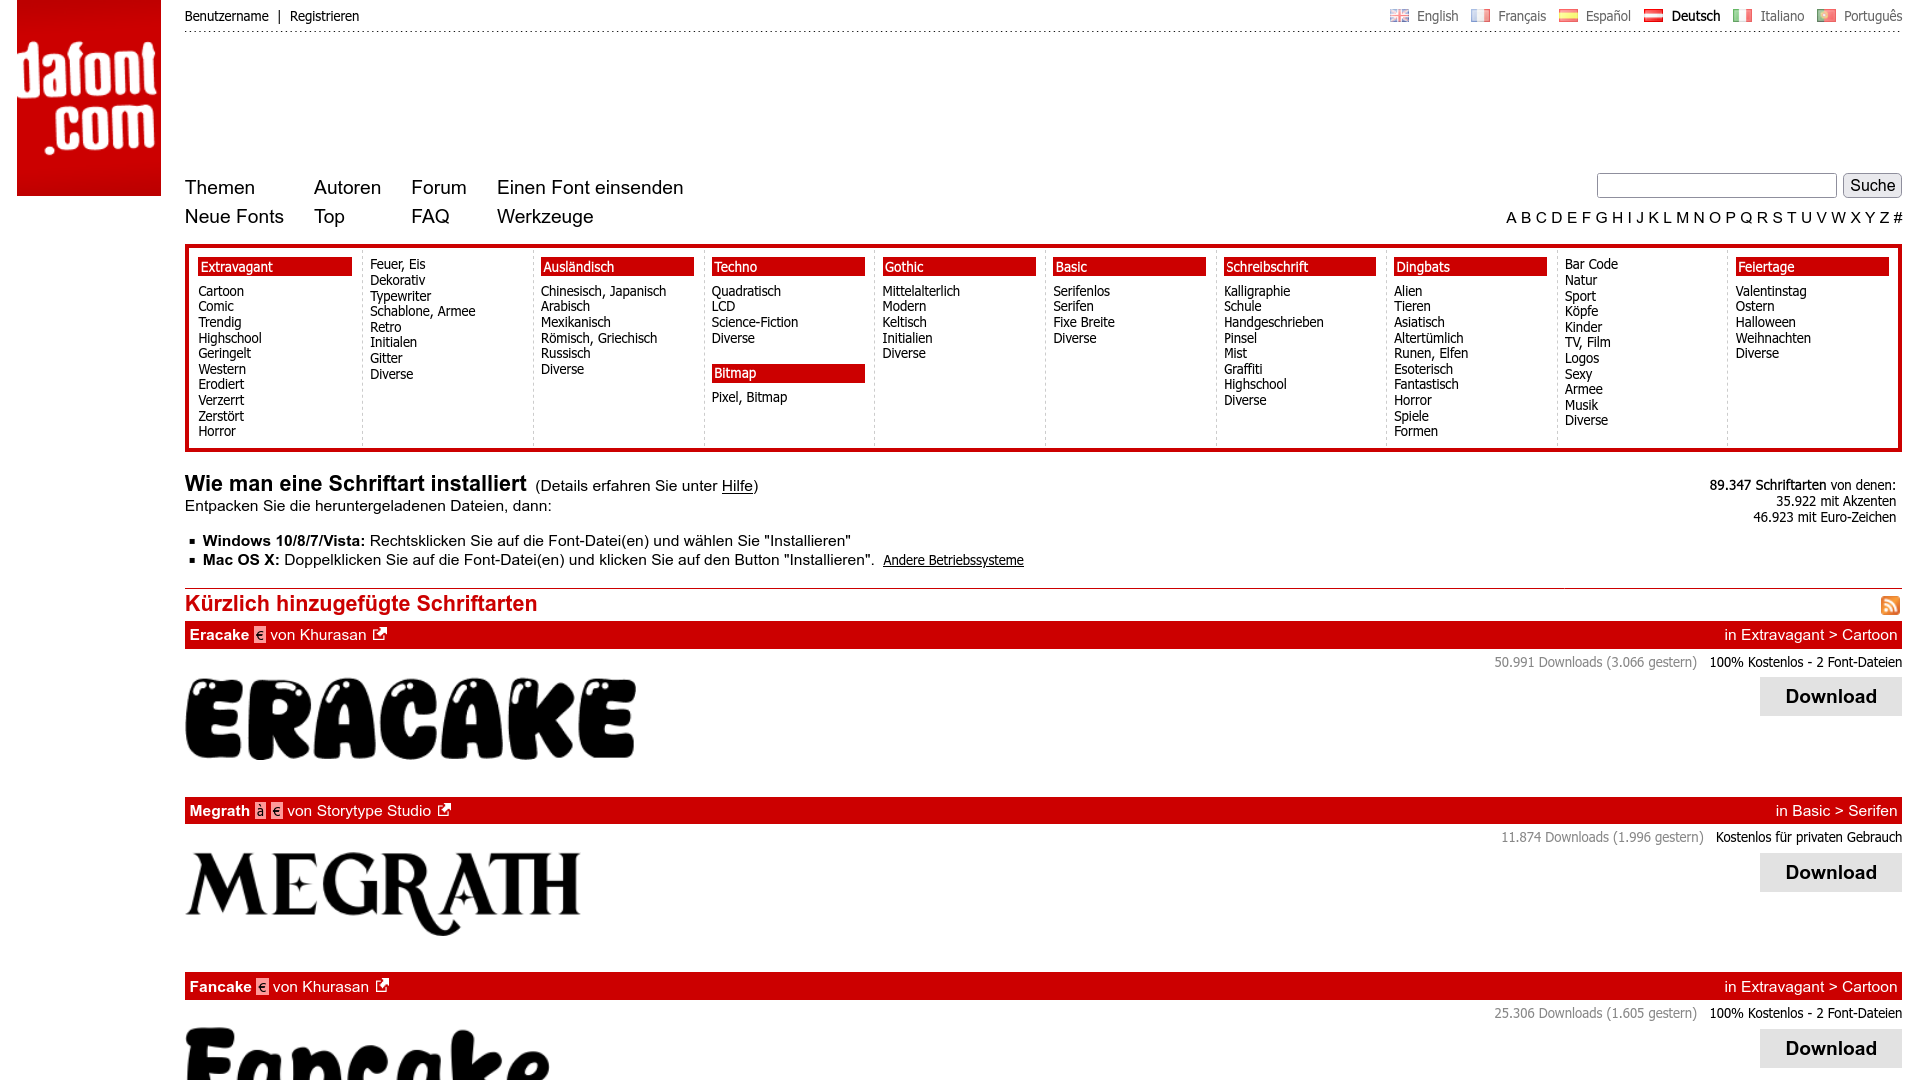 Benutzername | Registrieren
English Français Español Deutsch Italiano Português
dafont
.com
Themen Autoren Forum Einen Font einsenden
Neue Fonts Top FAQ Werkzeuge
Suche
A B C D E F G H I J K L M N O P Q R S T U V W X Y Z #
Extravagant
Cartoon
Comic
Trendig
Highschool
Geringelt
Western
Erodiert
Verzerrt
Zerstört
Horror
Feuer, Eis
Dekorativ
Typewriter
Schablone, Armee
Retro
Initialen
Gitter
Diverse
Ausländisch
Chinesisch, Japanisch
Arabisch
Mexikanisch
Römisch, Griechisch
Russisch
Diverse
Techno
Quadratisch
LCD
Science-Fiction
Diverse
Bitmap
Pixel, Bitmap
Gothic
Mittelalterlich
Modern
Keltisch
Initialien
Diverse
Basic
Serifenlos
Serifen
Fixe Breite
Diverse
Schreibschrift
Kalligraphie
Schule
Handgeschrieben
Pinsel
Mist
Graffiti
Highschool
Diverse
Dingbats
Alien
Tieren
Asiatisch
Altertümlich
Runen, Elfen
Esoterisch
Fantastisch
Horror
Spiele
Formen
Bar Code
Natur
Sport
Köpfe
Kinder
TV, Film
Logos
Sexy
Armee
Musik
Diverse
Feiertage
Valentinstag
Ostern
Halloween
Weihnachten
Diverse
Wie man eine Schriftart installiert (Details erfahren Sie unter Hilfe)
Entpacken Sie die heruntergeladenen Dateien, dann:
▪ Windows 10/8/7/Vista: Rechtsklicken Sie auf die Font-Datei(en) und wählen Sie "Installieren"
▪ Mac OS X: Doppelklicken Sie auf die Font-Datei(en) und klicken Sie auf den Button "Installieren". Andere Betriebssysteme
89.347 Schriftarten von denen:
35.922 mit Akzenten
46.923 mit Euro-Zeichen
Kürzlich hinzugefügte Schriftarten
Eracake € von Khurasan in Extravagant > Cartoon
50.991 Downloads (3.066 gestern) 100% Kostenlos - 2 Font-Dateien
ERACAKE
Download
Megrath à € von Storytype Studio in Basic > Serifen
11.874 Downloads (1.996 gestern) Kostenlos für privaten Gebrauch
MEGRATH
Download
Fancake € von Khurasan in Extravagant > Cartoon
25.306 Downloads (1.605 gestern) 100% Kostenlos - 2 Font-Dateien
Fancake
Download